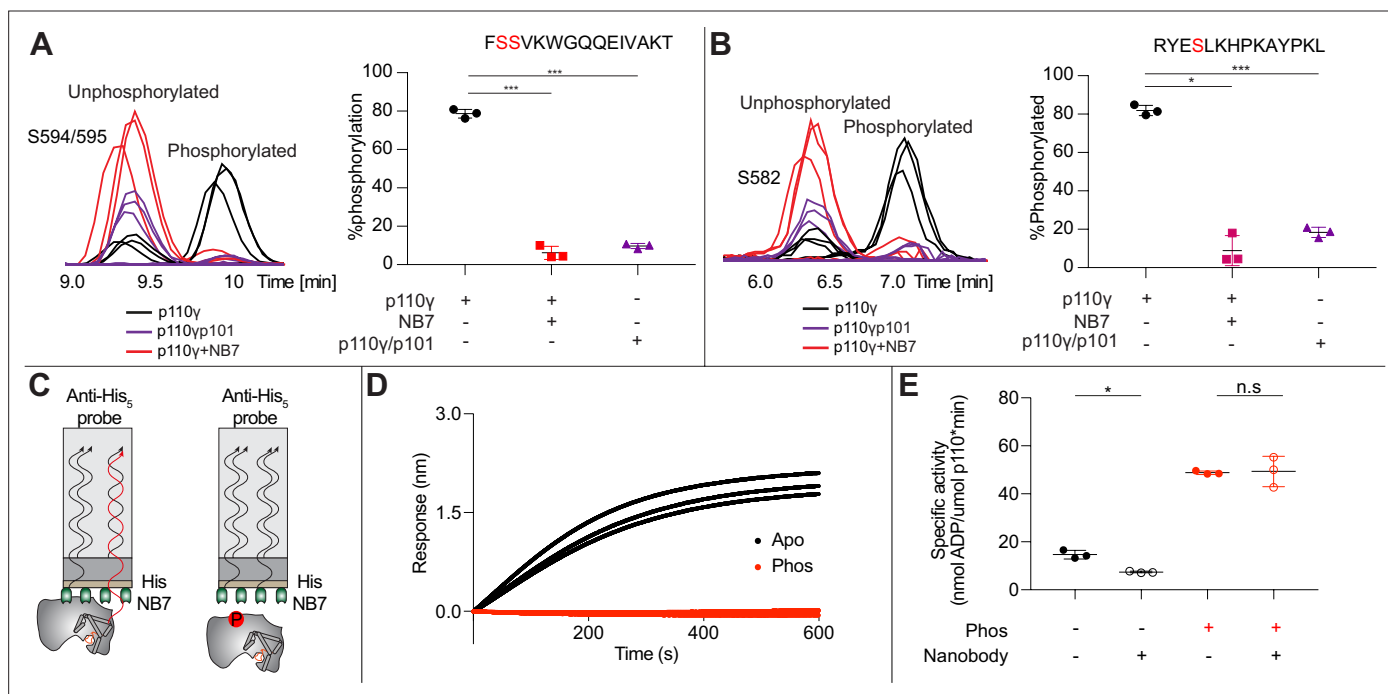 A
FSSVKWGQQEIVAKT
Unphosphorylated
S594/595
Phosphorylated
9.0 9.5 10 Time [min]
p110γ
p110γp101
p110γ+NB7
%phosphorylation
100
80
60
40
20
0
***
***
p110γ + + -
NB7 - + -
p110γ/p101 - - +
B
RYESLKHPKAYPKL
Unphosphorylated
Phosphorylated
S582
6.0 6.5 7.0 Time [min]
p110γ
p110γp101
p110γ+NB7
%Phosphorylated
100
80
60
40
20
0
***
*
p110γ + + -
NB7 - + -
p110γ/p101 - - +
C
Anti-His5
probe
Anti-His5
probe
His
NB7
His
NB7
P
D
Response (nm)
3.0
1.5
0.0
Apo
Phos
200 400 600
Time (s)
E
Specific activity
(nmol ADP/umol p110*min)
80
60
40
20
0
*
n.s
Phos - - + +
Nanobody - + - +